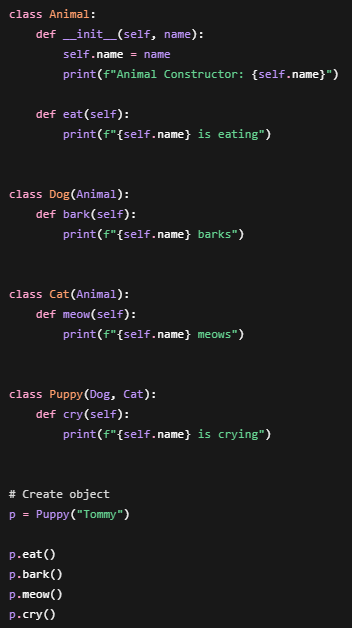 class Animal:
    def __init__(self, name):
        self.name = name
        print(f"Animal Constructor: {self.name}")

    def eat(self):
        print(f"{self.name} is eating")


class Dog(Animal):
    def bark(self):
        print(f"{self.name} barks")


class Cat(Animal):
    def meow(self):
        print(f"{self.name} meows")


class Puppy(Dog, Cat):
    def cry(self):
        print(f"{self.name} is crying")


# Create object
p = Puppy("Tommy")

p.eat()
p.bark()
p.meow()
p.cry()